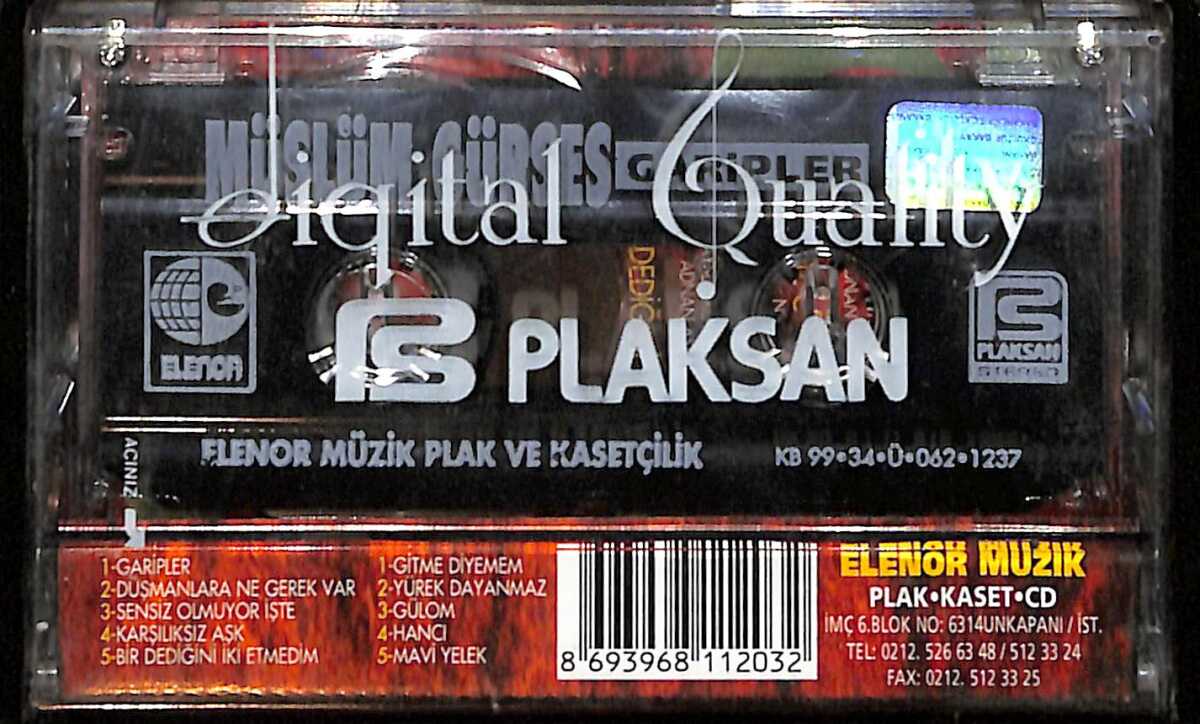 MÜSLÜM GÜRSES GARİPLER
Digital Quality
ELENOR
PLAKSAN
PLAKSAN
STEREO
ELENOR MÜZİK PLAK VE KASETÇİLİK
KB 99•34•Ü•062•1237
AÇINIZ
1-GARİPLER
2-DUŞMANLARA NE GEREK VAR
3-SENSİZ OLMUYOR İŞTE
4-KARŞILIKSIZ AŞK
5-BİR DEDİĞİNİ İKİ ETMEDİM
1-GİTME DİYEMEM
2-YÜREK DAYANMAZ
3-GÜLOM
4-HANCI
5-MAVİ YELEK
8 693968 112032
ELENOR MÜZİK
PLAK•KASET•CD
İMÇ 6.BLOK NO: 6314UNKAPANI / İST.
TEL: 0212. 526 63 48 / 512 33 24
FAX: 0212. 512 33 25